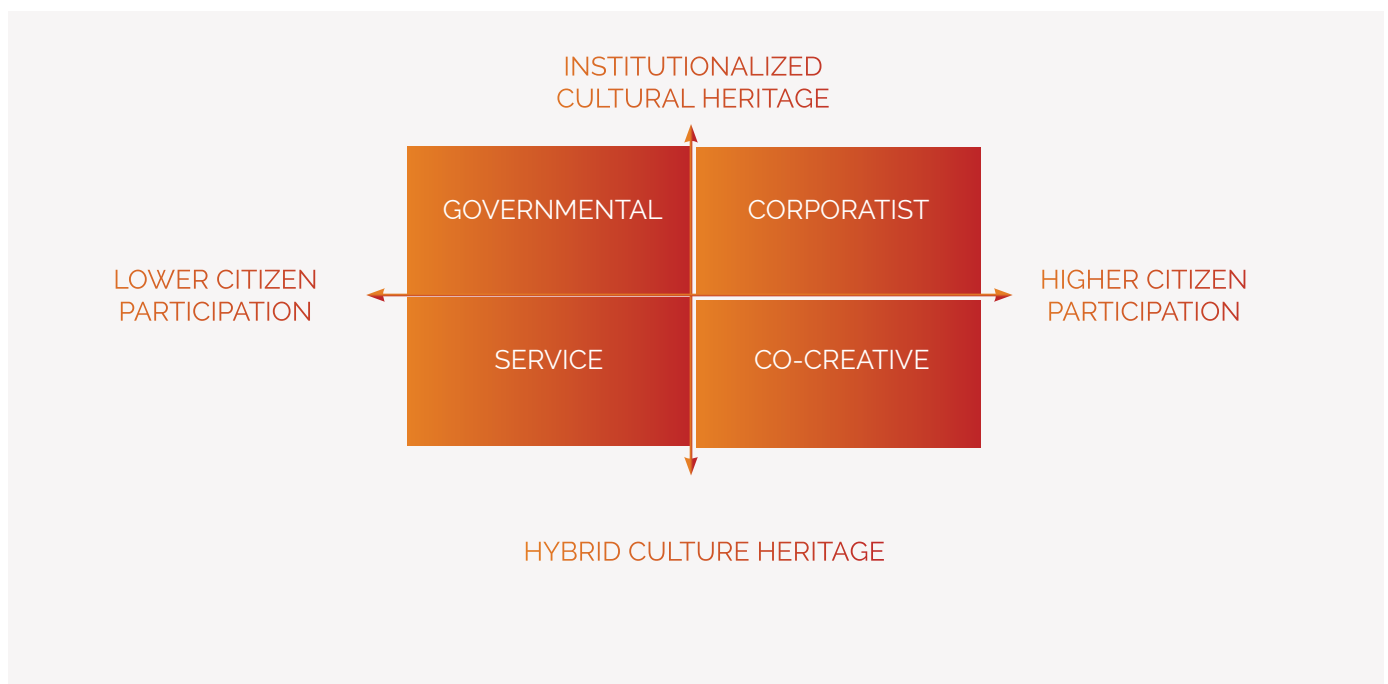 INSTITUTIONALIZED
CULTURAL HERITAGE
GOVERNMENTAL
CORPORATIST
LOWER CITIZEN
PARTICIPATION
HIGHER CITIZEN
PARTICIPATION
SERVICE
CO-CREATIVE
HYBRID CULTURE HERITAGE